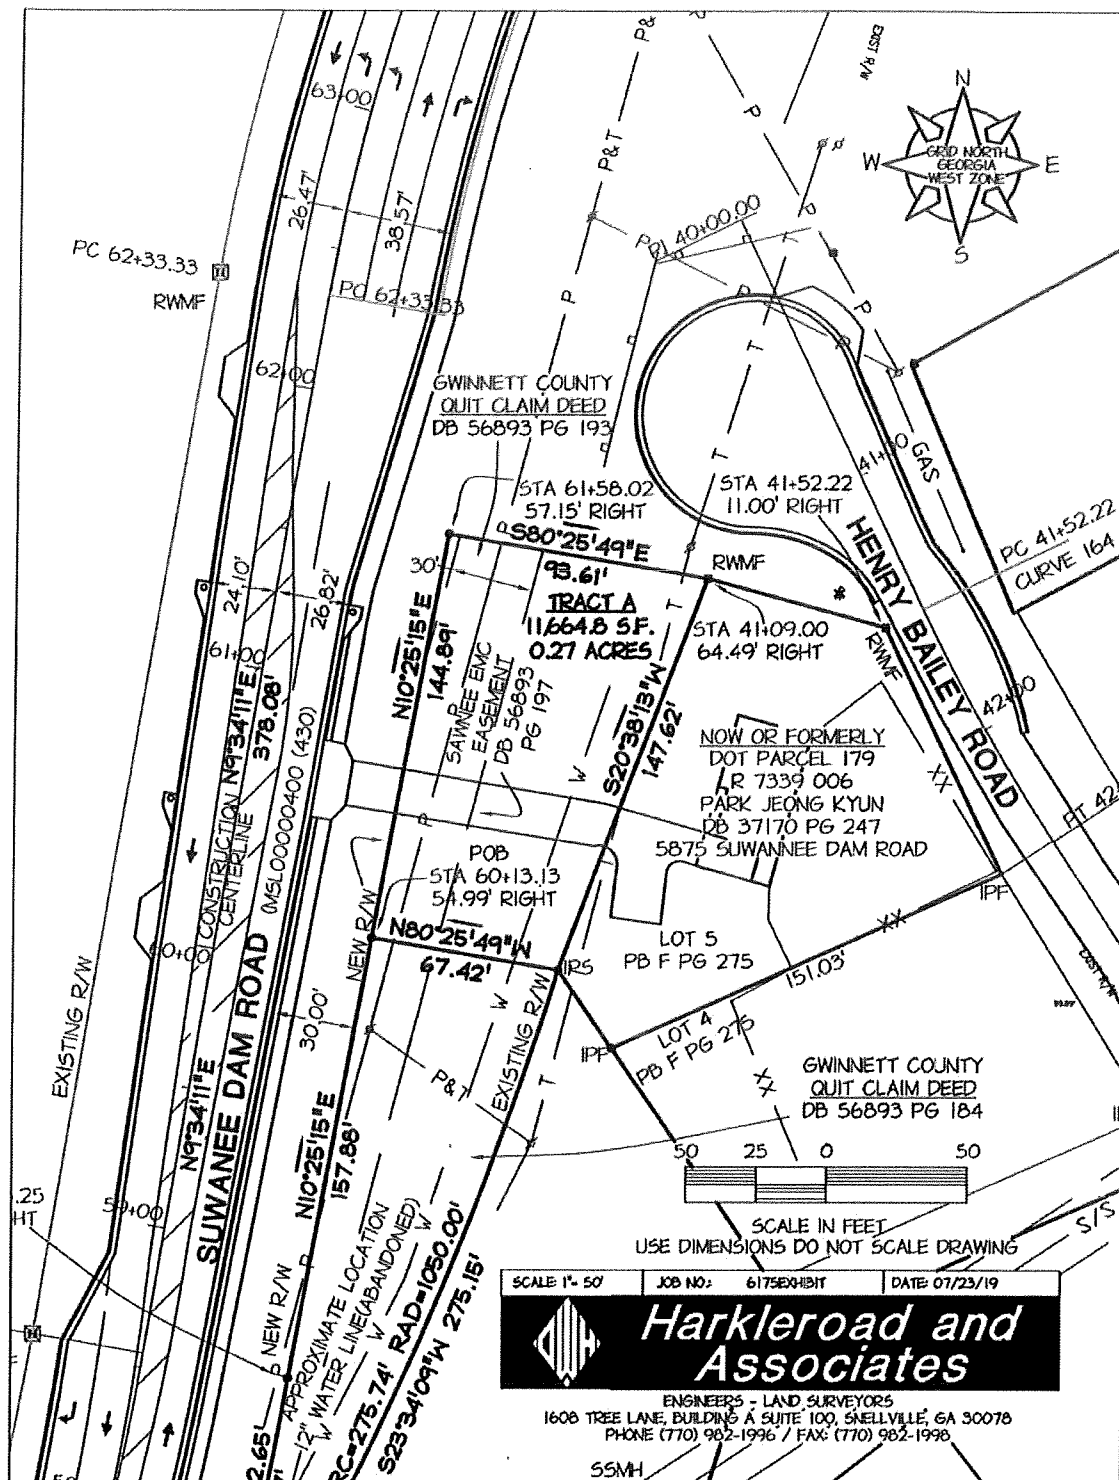 63+00
26.47'
38.57'
PC 62+33.33
RWMF
PC 62+33.33
62+00
P&T
EXIST R/W
N
W
E
S
GRID NORTH
GEORGIA
WEST ZONE
PI 40+00.00
GWINNETT COUNTY
QUIT CLAIM DEED
DB 56893 PG 193
STA 61+58.02
57.15' RIGHT
STA 41+52.22
11.00' RIGHT
41+00
GAS
PC 41+52.22
CURVE 164
HENRY BAILEY ROAD
S80°25'49"E
93.61'
30'
RWMF
TRACT A
11,664.8 S.F.
0.27 ACRES
STA 41+09.00
64.49' RIGHT
RWMF
42+00
24.10'
26.82'
61+00
N10°25'15"E
144.89'
SAWNEE EMC
EASEMENT
DB 56893
PG 197
S20°38'13"W
147.62'
NOW OR FORMERLY
DOT PARCEL 179
R 7339 006
PARK JEONG KYUN
DB 37170 PG 247
5875 SUWANNEE DAM ROAD
XX
CONSTRUCTION N9°34'11"E
CENTERLINE 378.08'
SUWANEE DAM ROAD (MSL00000400 (430)
N9°34'11"E
POB
STA 60+13.13
54.99' RIGHT
N80°25'49"W
67.42'
NEW R/W
IRS
LOT 5
PB F PG 275
IPF
XX
151.03'
60+00
EXISTING R/W
30.00'
EXISTING R/W
P&T
IPF
LOT 4
PB F PG 275
XX
EXIST R/W
GWINNETT COUNTY
QUIT CLAIM DEED
DB 56893 PG 184
N10°25'15"E
157.88'
59+00
.25
HT
NEW R/W
APPROXIMATE LOCATION
12" WATER LINE(ABANDONED)
RC=275.74' RAD=1050.00'
S23°34'09"W 275.15'
2.65'
50 25 0 50
SCALE IN FEET
USE DIMENSIONS DO NOT SCALE DRAWING
S/S
SCALE: 1"= 50' JOB NO: 6175EXHIBIT DATE: 07/23/19
Harkleroad and
Associates
ENGINEERS - LAND SURVEYORS
1608 TREE LANE, BUILDING A SUITE 100, SNELLVILLE, GA 30078
PHONE (770) 982-1996 / FAX: (770) 982-1998
SSMH